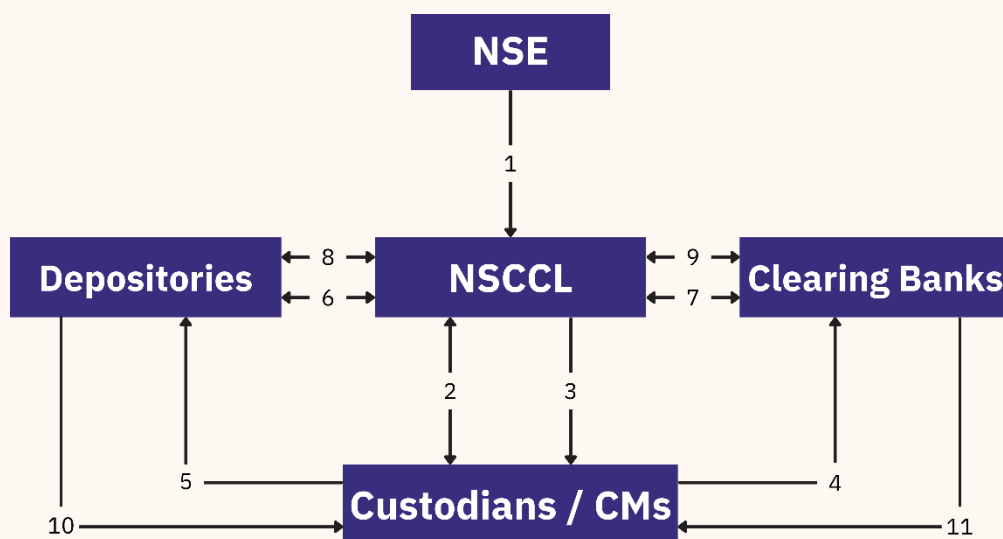 NSE
1
Depositories
8
6
NSCCL
9
7
Clearing Banks
2
3
5
4
Custodians / CMs
10
11